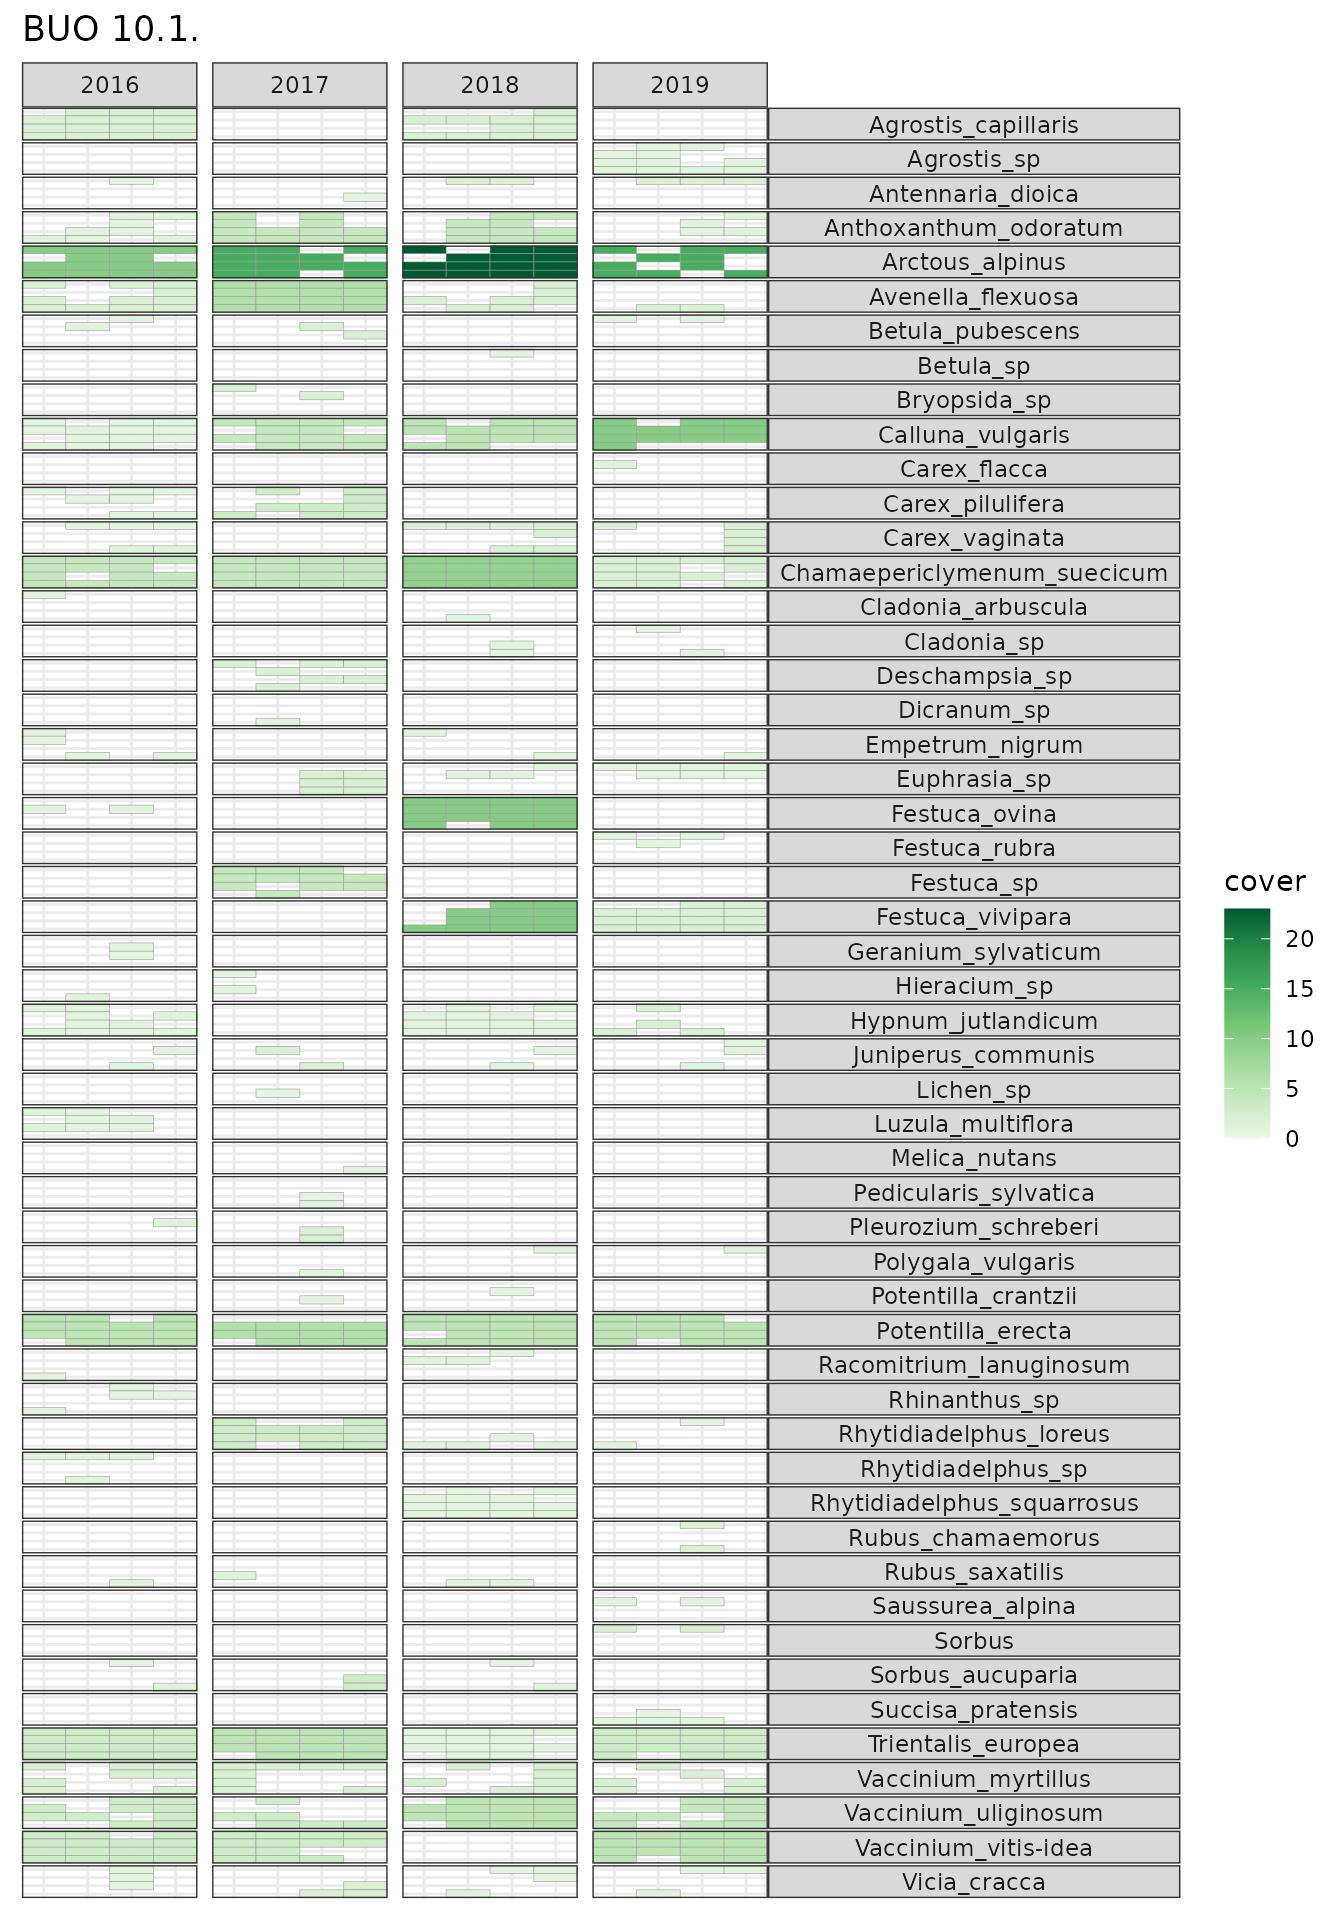 BUO 10.1.
2016 2017 2018 2019
Agrostis_capillaris
Agrostis_sp
Antennaria_dioica
Anthoxanthum_odoratum
Arctous_alpinus
Avenella_flexuosa
Betula_pubescens
Betula_sp
Bryopsida_sp
Calluna_vulgaris
Carex_flacca
Carex_pilulifera
Carex_vaginata
Chamaepericlymenum_suecicum
Cladonia_arbuscula
Cladonia_sp
Deschampsia_sp
Dicranum_sp
Empetrum_nigrum
Euphrasia_sp
Festuca_ovina
Festuca_rubra
Festuca_sp
Festuca_vivipara
Geranium_sylvaticum
Hieracium_sp
Hypnum_jutlandicum
Juniperus_communis
Lichen_sp
Luzula_multiflora
Melica_nutans
Pedicularis_sylvatica
Pleurozium_schreberi
Polygala_vulgaris
Potentilla_crantzii
Potentilla_erecta
Racomitrium_lanuginosum
Rhinanthus_sp
Rhytidiadelphus_loreus
Rhytidiadelphus_sp
Rhytidiadelphus_squarrosus
Rubus_chamaemorus
Rubus_saxatilis
Saussurea_alpina
Sorbus
Sorbus_aucuparia
Succisa_pratensis
Trientalis_europea
Vaccinium_myrtillus
Vaccinium_uliginosum
Vaccinium_vitis-idea
Vicia_cracca
cover
20
15
10
5
0